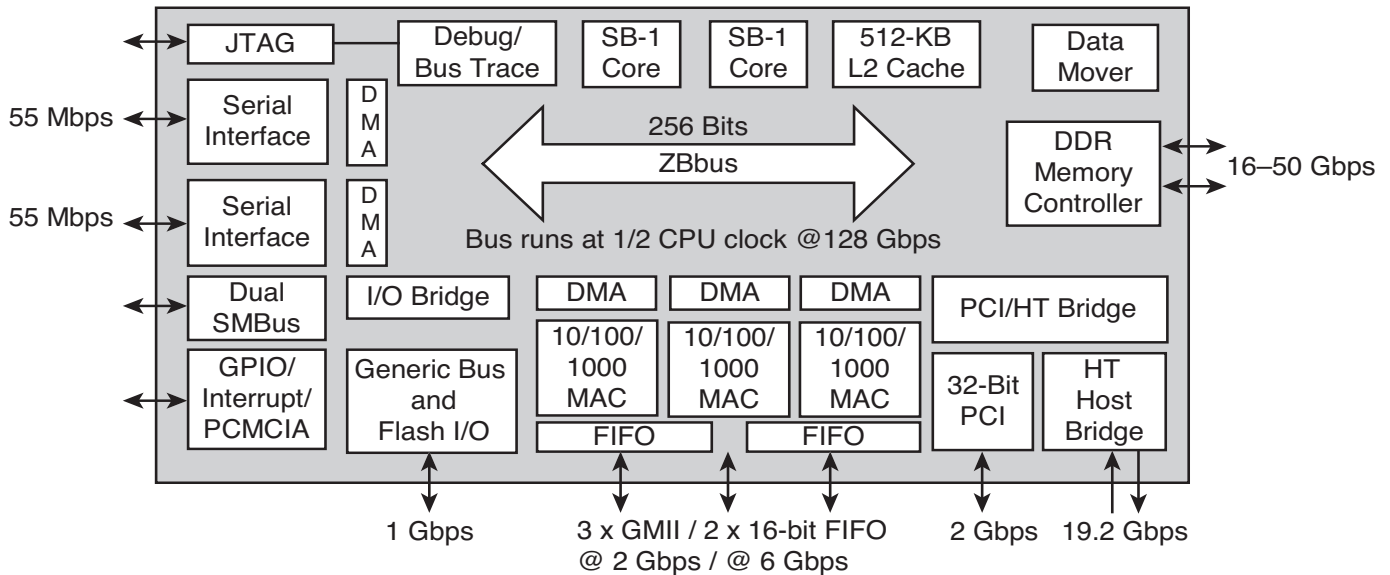 JTAG
Debug/
Bus Trace
SB-1
Core
SB-1
Core
512-KB
L2 Cache
Data
Mover
55 Mbps
Serial
Interface
D
M
A
256 Bits
ZBbus
DDR
Memory
Controller
16–50 Gbps
55 Mbps
Serial
Interface
D
M
A
Bus runs at 1/2 CPU clock @128 Gbps
Dual
SMBus
I/O Bridge
DMA
DMA
DMA
PCI/HT Bridge
GPIO/
Interrupt/
PCMCIA
Generic Bus
and
Flash I/O
10/100/
1000
MAC
10/100/
1000
MAC
10/100/
1000
MAC
32-Bit
PCI
HT
Host
Bridge
FIFO
FIFO
1 Gbps
3 x GMII / 2 x 16-bit FIFO
@ 2 Gbps / @ 6 Gbps
2 Gbps
19.2 Gbps